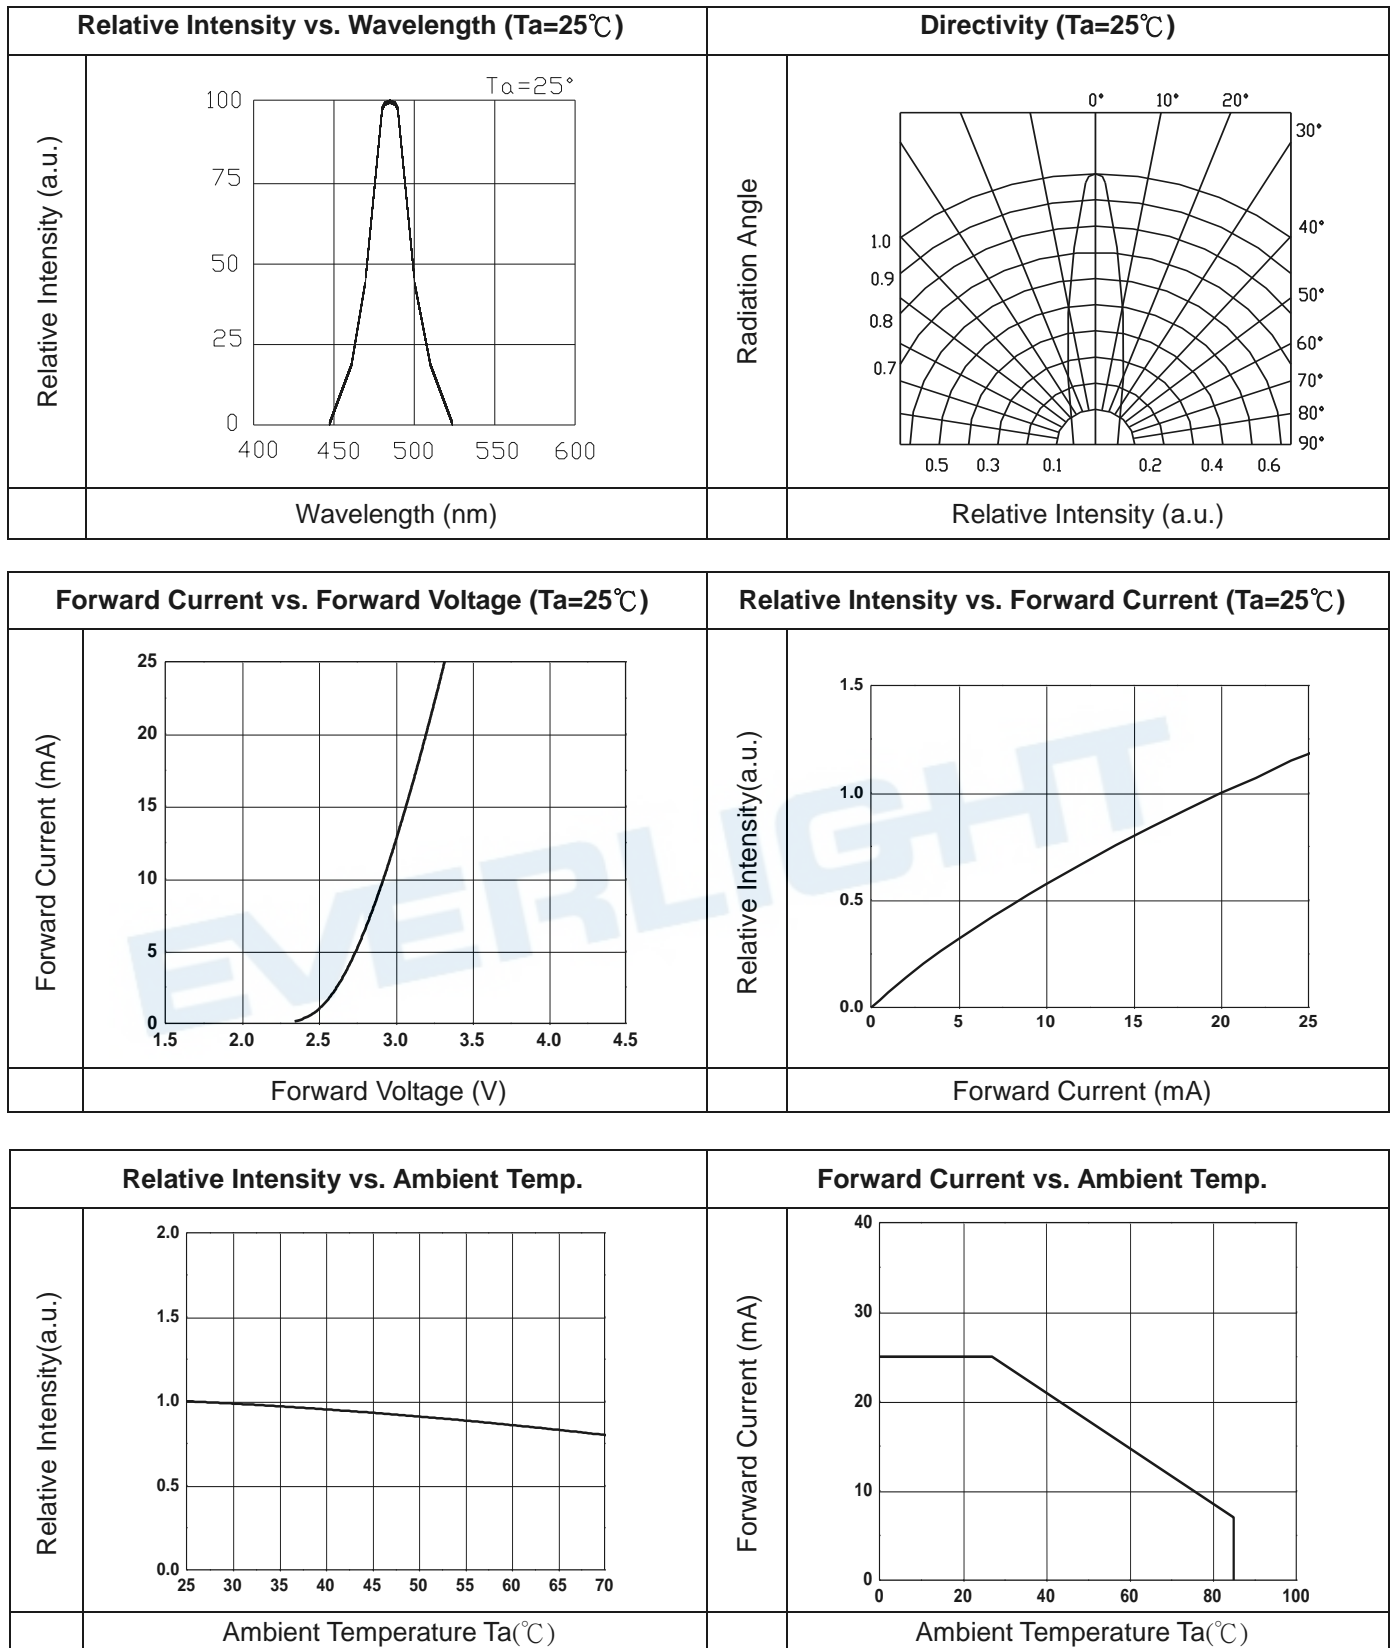 Relative Intensity vs. Wavelength (Ta=25℃)
Relative Intensity (a.u.)
Ta=25°
100
75
50
25
0
400 450 500 550 600
Wavelength (nm)
Directivity (Ta=25℃)
Radiation Angle
0° 10° 20°
30°
40°
50°
60°
70°
80°
90°
1.0
0.9
0.8
0.7
0.5 0.3 0.1 0.2 0.4 0.6
Relative Intensity (a.u.)
Forward Current vs. Forward Voltage (Ta=25℃)
Forward Current (mA)
25
20
15
10
5
0
1.5 2.0 2.5 3.0 3.5 4.0 4.5
Forward Voltage (V)
Relative Intensity vs. Forward Current (Ta=25℃)
Relative Intensity(a.u.)
1.5
1.0
0.5
0.0
0 5 10 15 20 25
Forward Current (mA)
EVERLIGHT
Relative Intensity vs. Ambient Temp.
Relative Intensity(a.u.)
2.0
1.5
1.0
0.5
0.0
25 30 35 40 45 50 55 60 65 70
Ambient Temperature Ta(℃)
Forward Current vs. Ambient Temp.
Forward Current (mA)
40
30
20
10
0
0 20 40 60 80 100
Ambient Temperature Ta(℃)